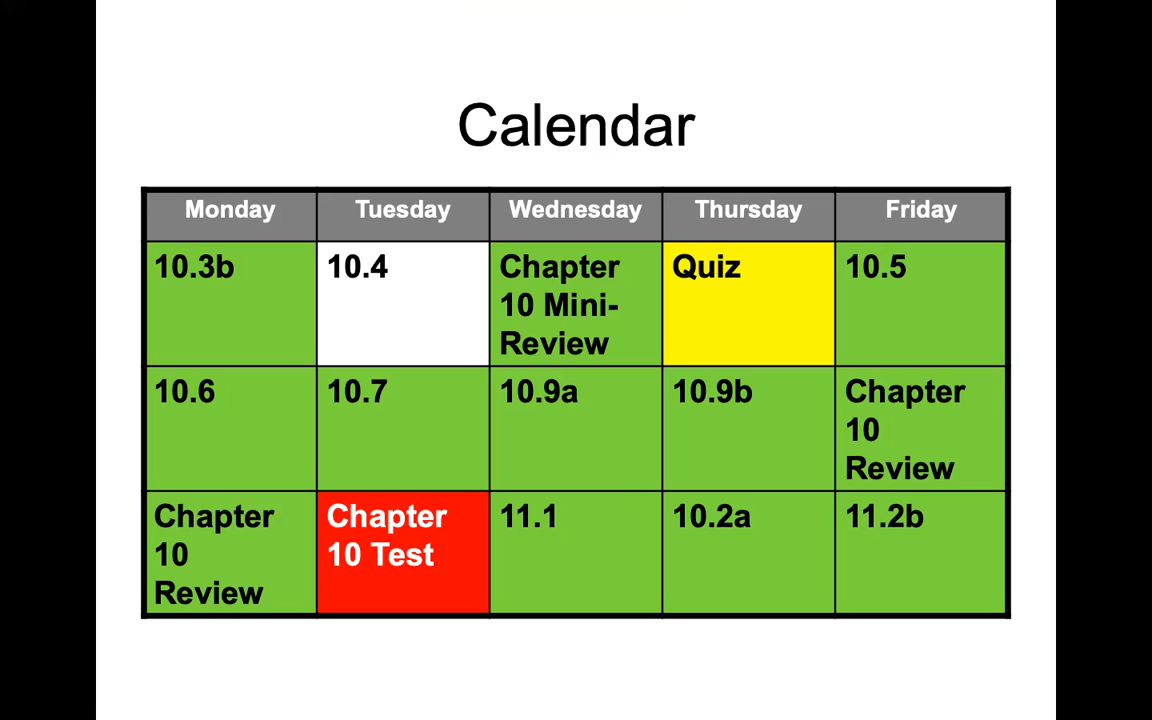 Calendar
Monday Tuesday Wednesday Thursday Friday
10.3b
10.4
Chapter
10 Mini-
Review
Quiz
10.5
10.6
10.7
10.9a
10.9b
Chapter
10
Review
Chapter
10
Review
Chapter
10 Test
11.1
10.2a
11.2b